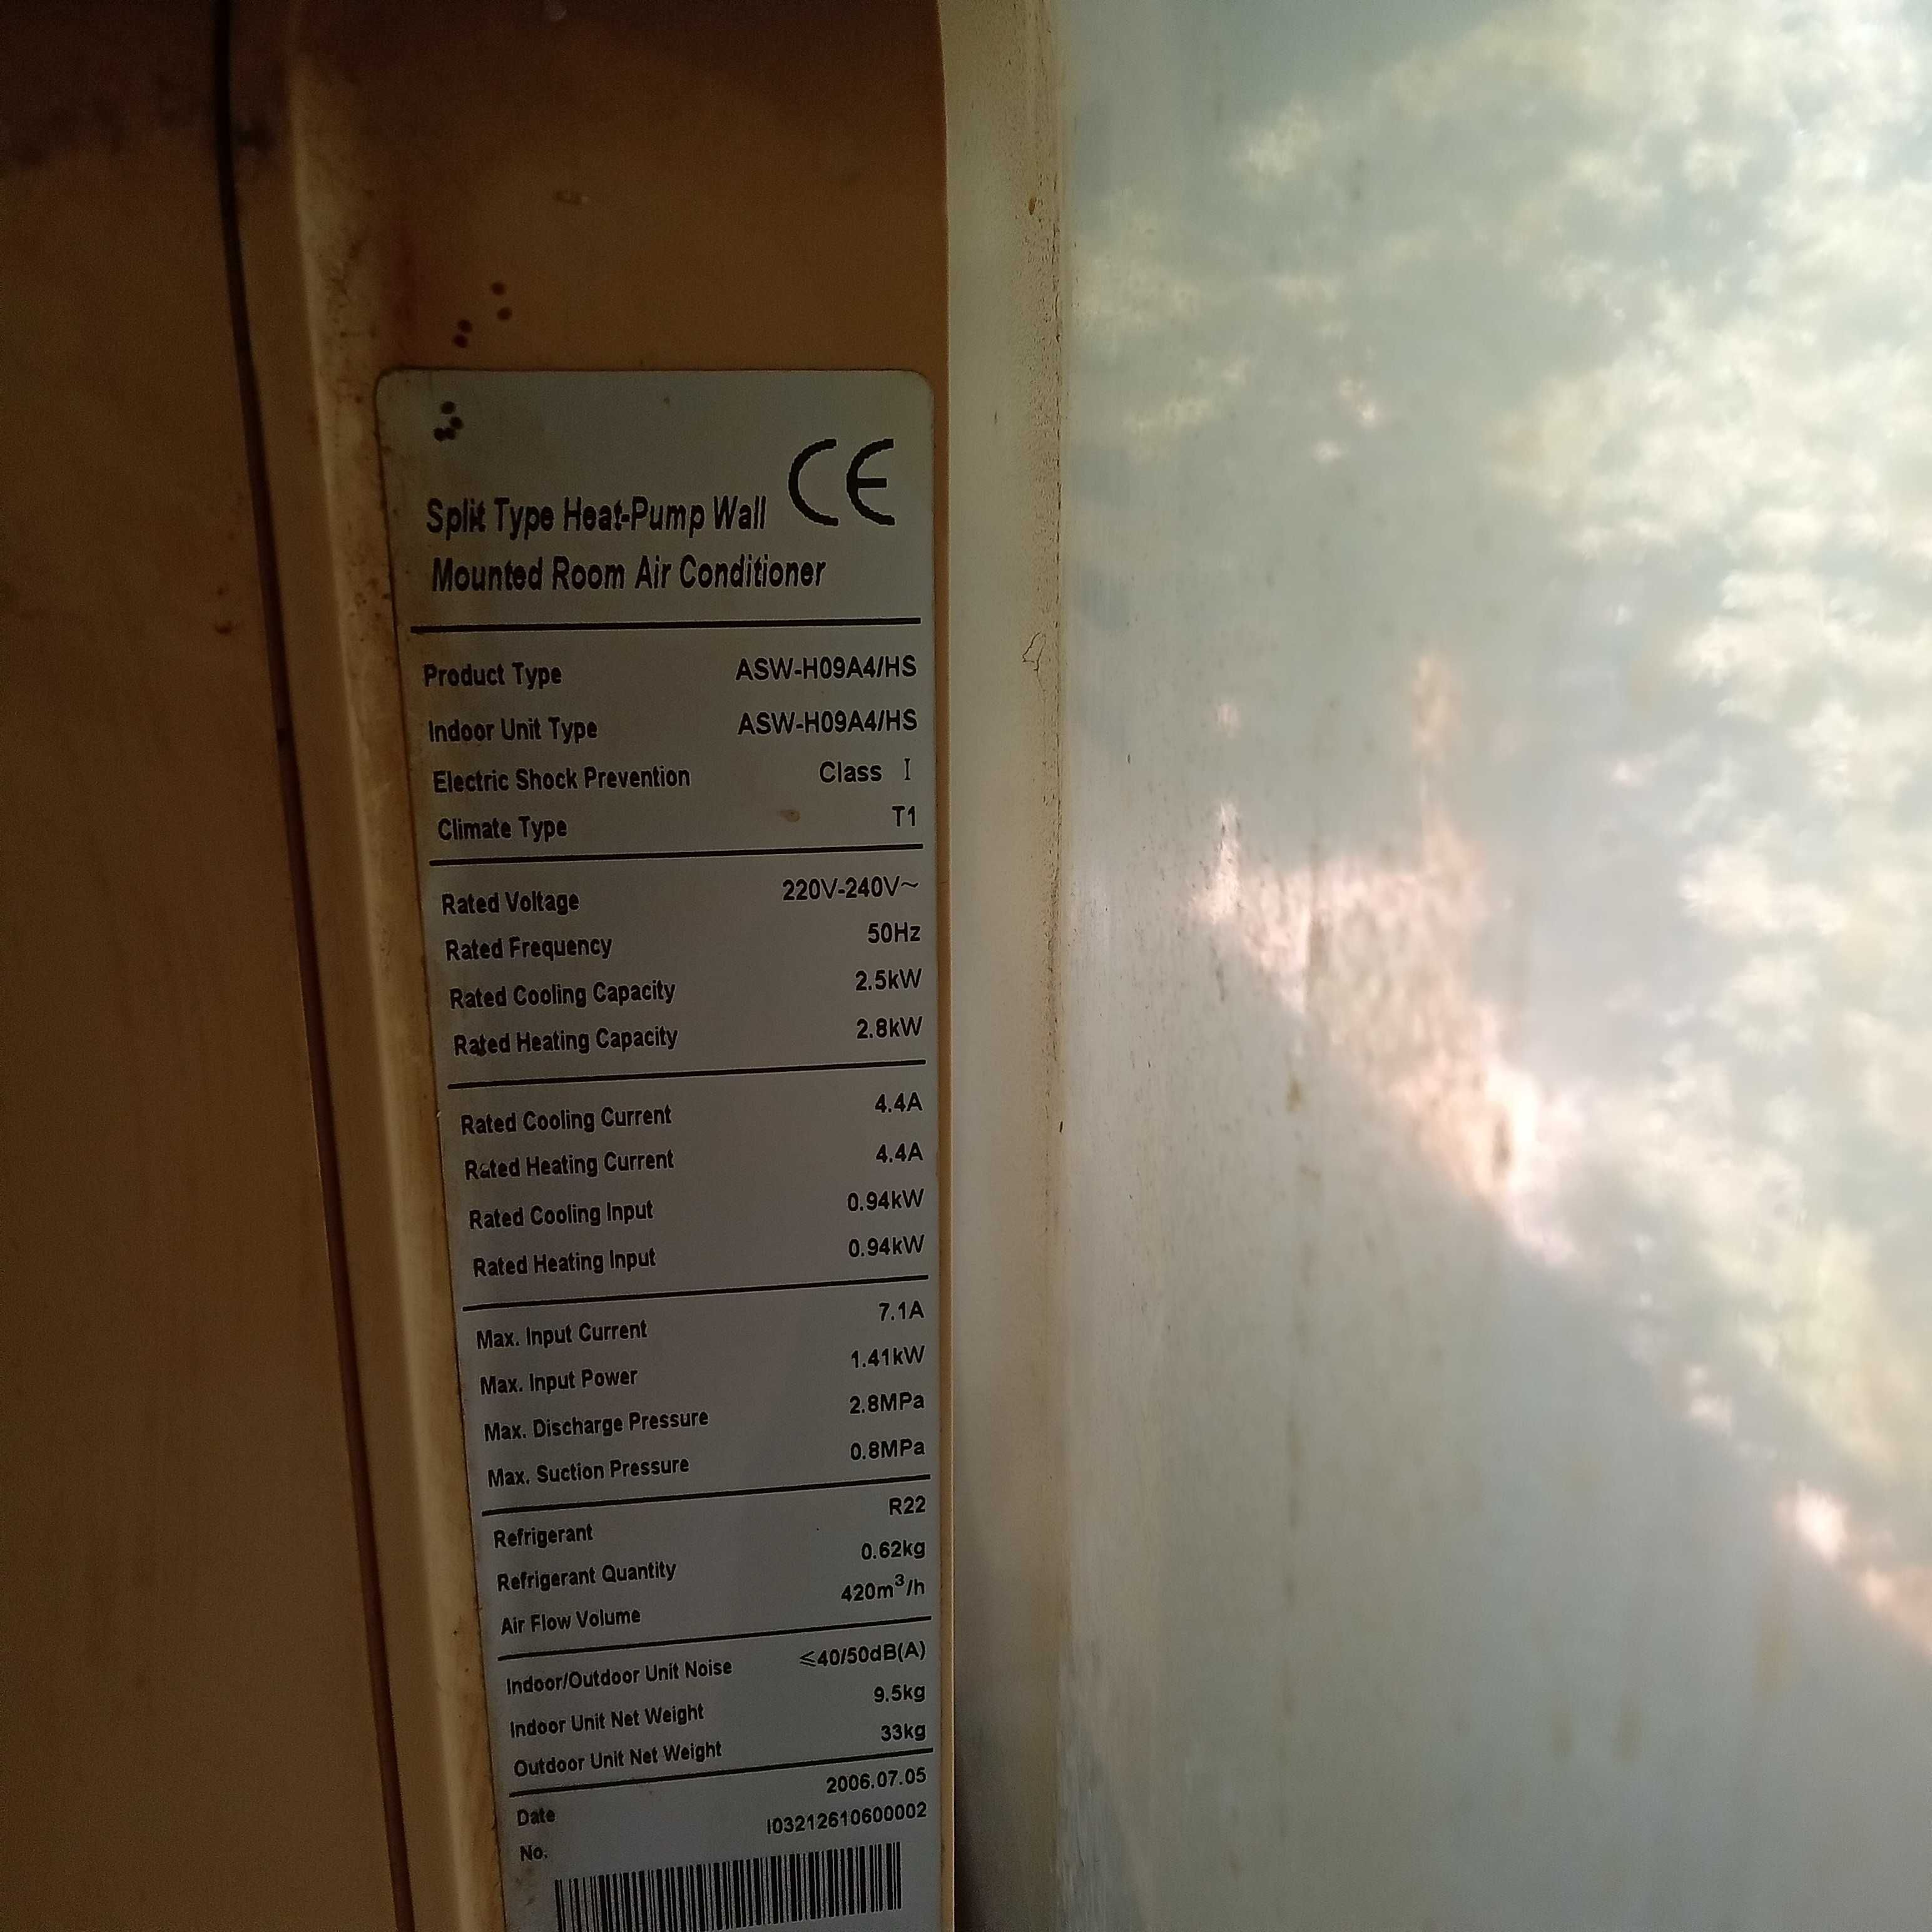 CE
Split Type Heat-Pump Wall
Mounted Room Air Conditioner
Product Type ASW-H09A4/HS
Indoor Unit Type ASW-H09A4/HS
Electric Shock Prevention Class I
Climate Type T1
Rated Voltage 220V-240V~
Rated Frequency 50Hz
Rated Cooling Capacity 2.5kW
Rated Heating Capacity 2.8kW
Rated Cooling Current 4.4A
Rated Heating Current 4.4A
Rated Cooling Input 0.94kW
Rated Heating Input 0.94kW
Max. Input Current 7.1A
Max. Input Power 1.41kW
Max. Discharge Pressure 2.8MPa
Max. Suction Pressure 0.8MPa
Refrigerant R22
Refrigerant Quantity 0.62kg
Air Flow Volume 420m³/h
Indoor/Outdoor Unit Noise ≤40/50dB(A)
Indoor Unit Net Weight 9.5kg
Outdoor Unit Net Weight 33kg
Date 2006.07.05
No. I03212610600002